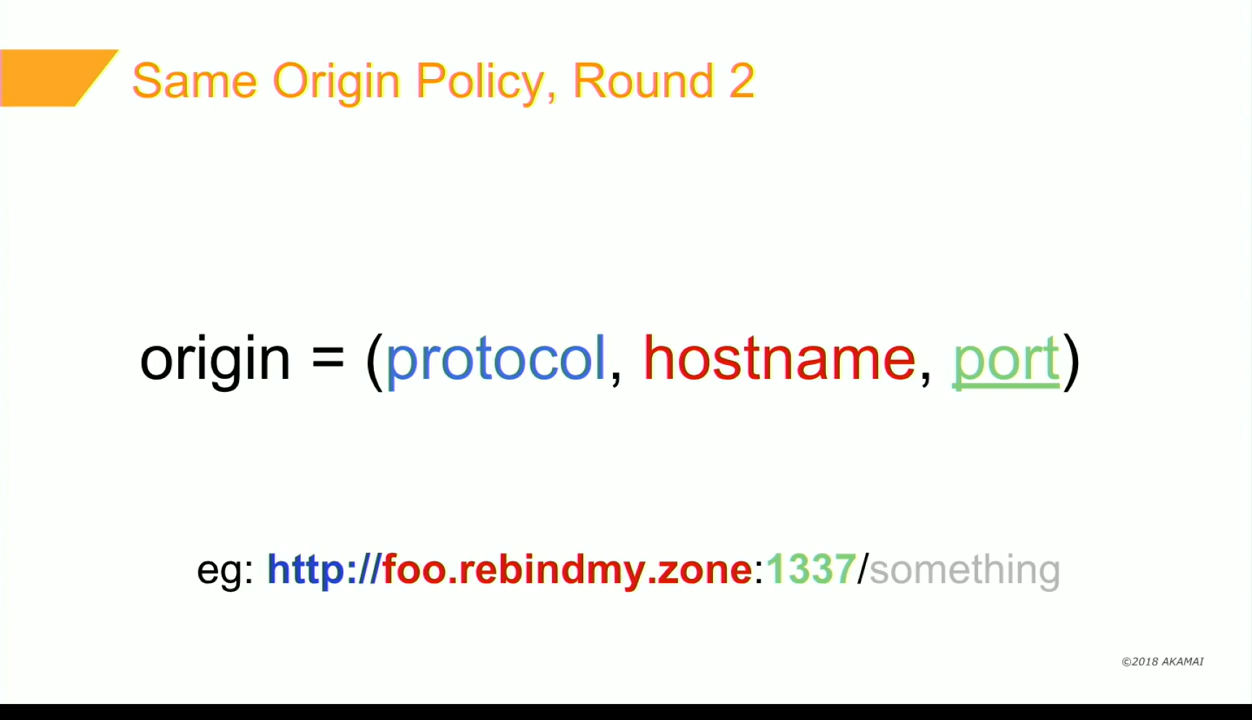 Same Origin Policy, Round 2
origin = (protocol, hostname, port)
eg: http://foo.rebindmy.zone:1337/something
©2018 AKAMAI